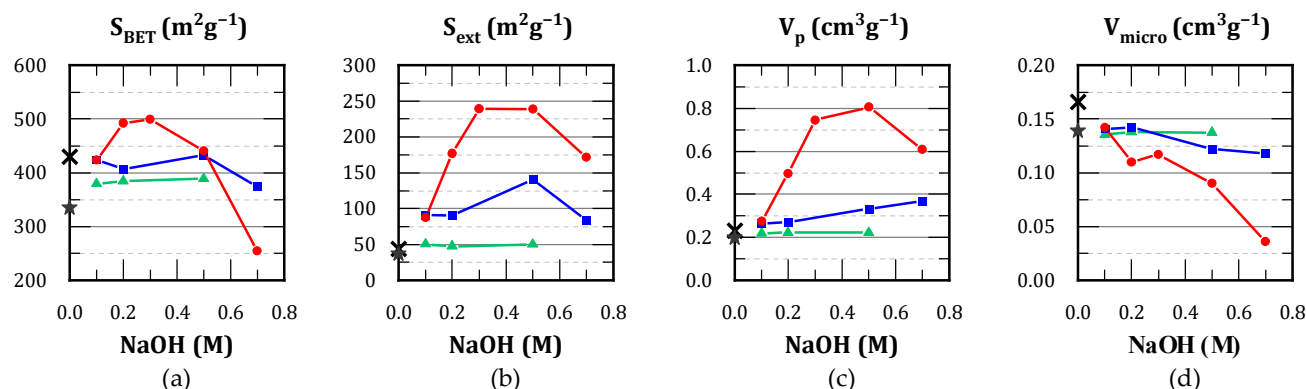 S_BET (m²g⁻¹)
600
500
400
300
200
0.0 0.2 0.4 0.6 0.8
NaOH (M)
(a)
S_ext (m²g⁻¹)
300
250
200
150
100
50
0
0.0 0.2 0.4 0.6 0.8
NaOH (M)
(b)
V_p (cm³g⁻¹)
1.0
0.8
0.6
0.4
0.2
0.0
0.0 0.2 0.4 0.6 0.8
NaOH (M)
(c)
V_micro (cm³g⁻¹)
0.20
0.15
0.10
0.05
0.00
0.0 0.2 0.4 0.6 0.8
NaOH (M)
(d)